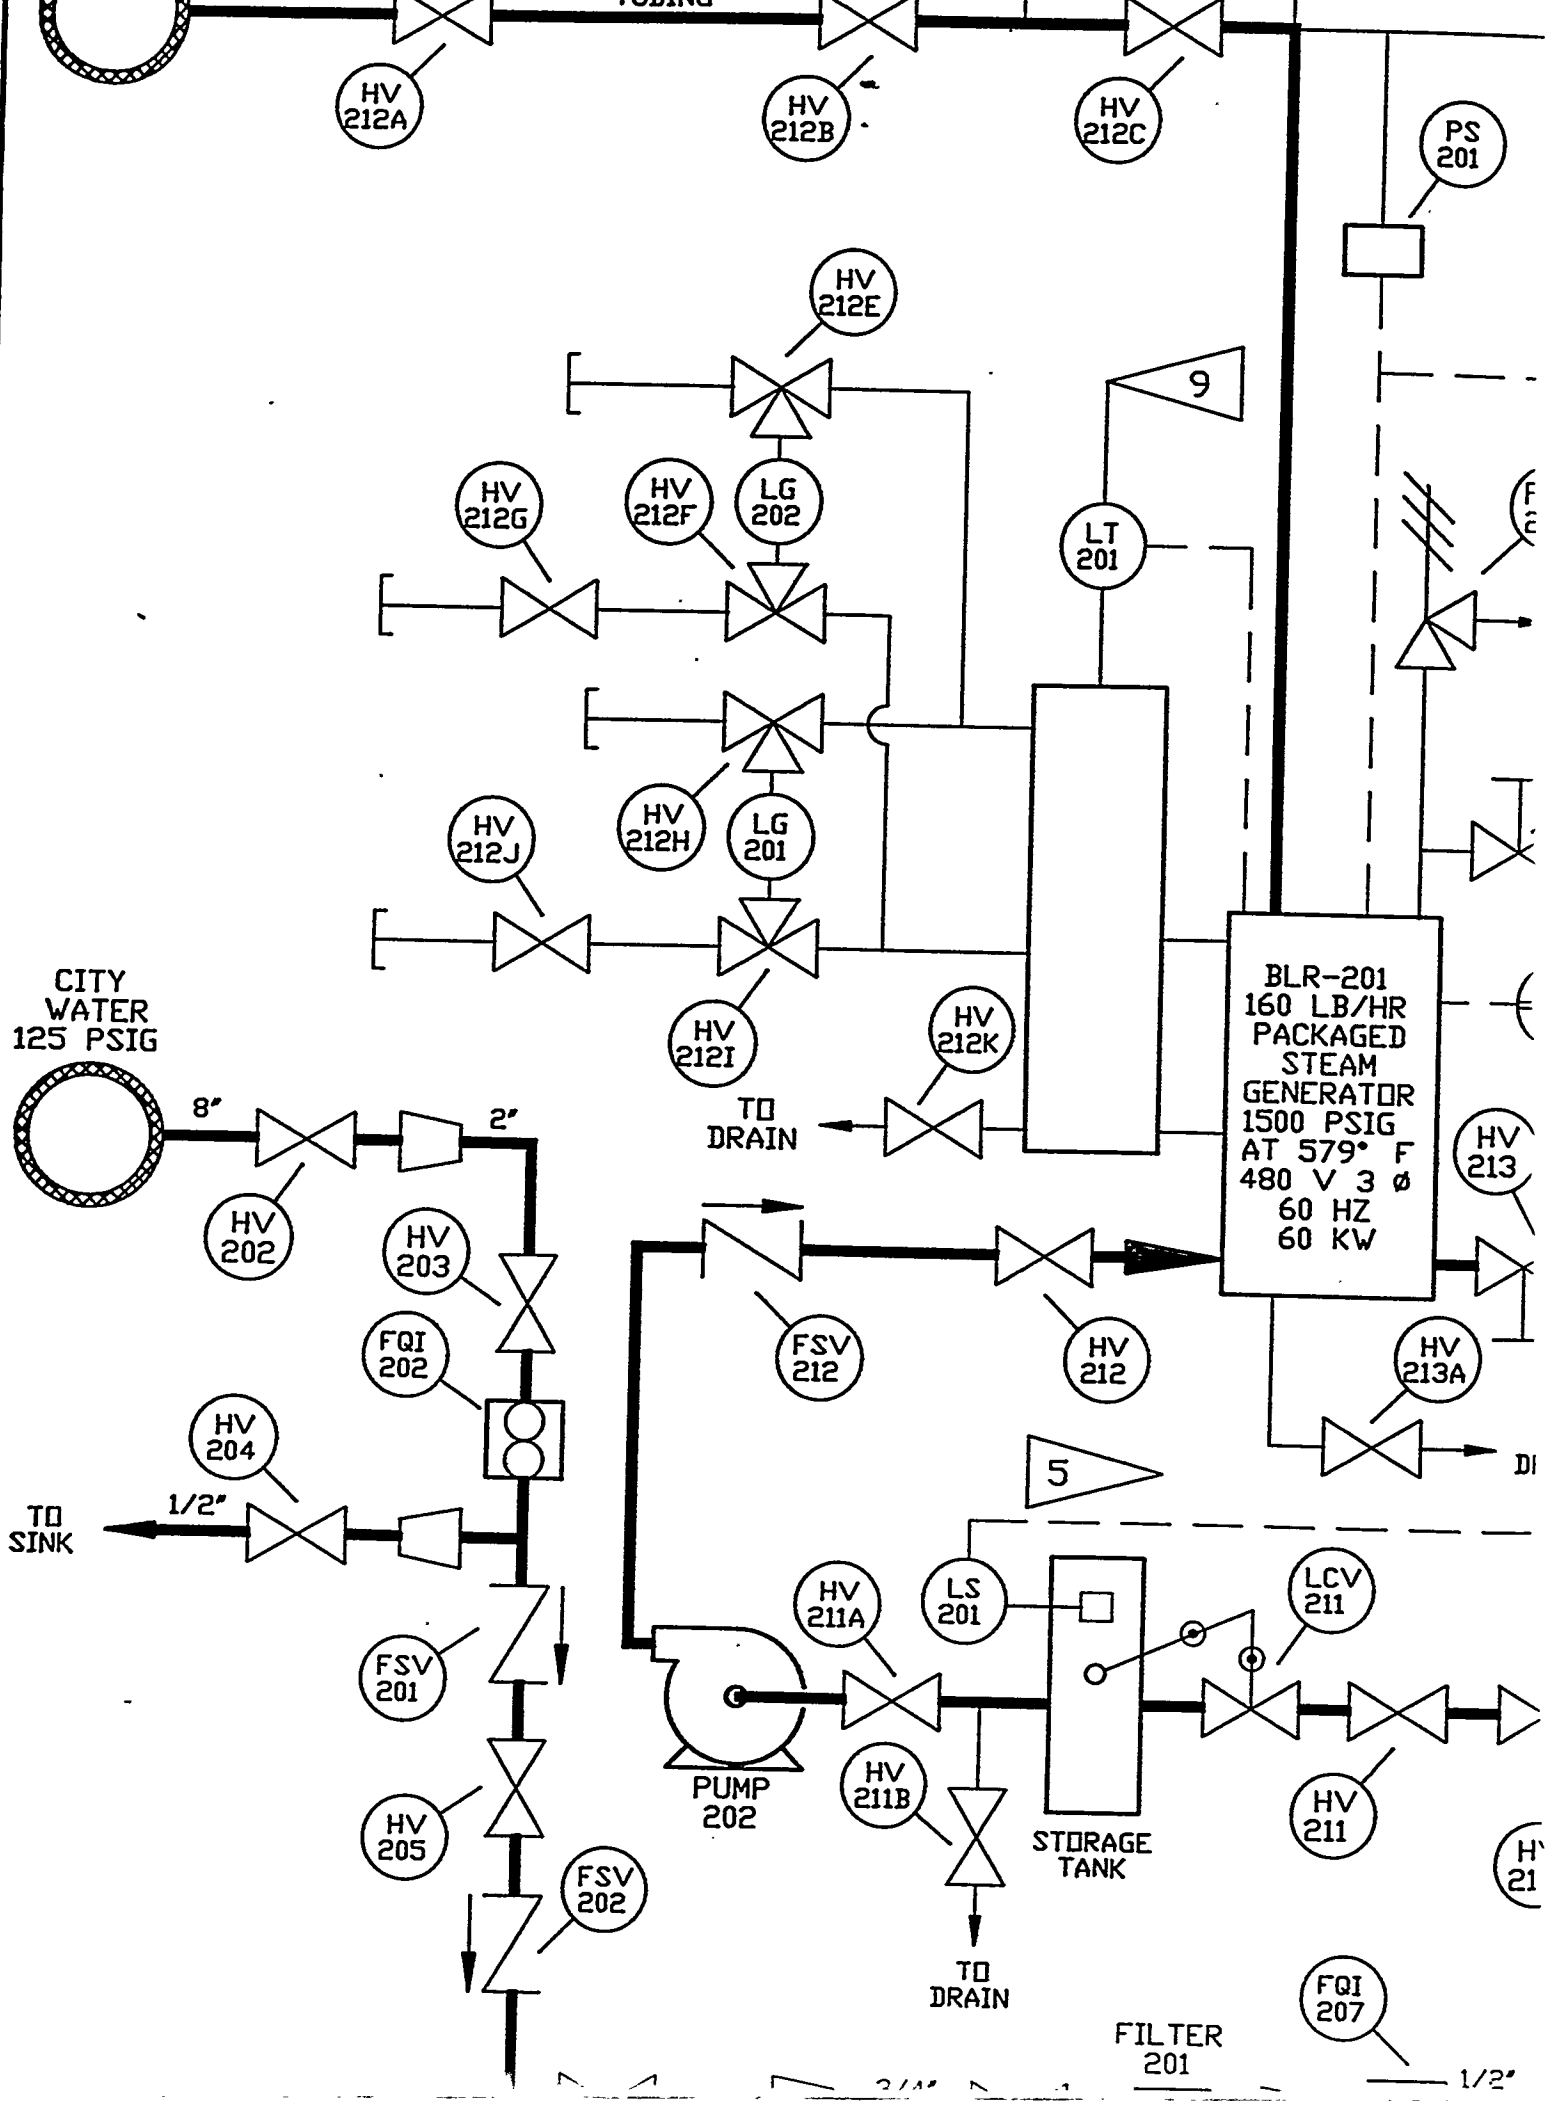 HV
212A
HV
212B
HV
212C
PS
201
HV
212E
9
HV
212G
HV
212F
LG
202
LT
201
HV
212H
LG
201
HV
212J
CITY
WATER
125 PSIG
HV
212I
HV
212K
TO
DRAIN
BLR-201
160 LB/HR
PACKAGED
STEAM
GENERATOR
1500 PSIG
AT 579° F
480 V 3 Ø
60 HZ
60 KW
8"
2"
HV
202
HV
203
HV
213
FQI
202
FSV
212
HV
212
HV
213A
HV
204
5
TO
SINK
1/2"
FSV
201
HV
211A
LS
201
LCV
211
PUMP
202
HV
211B
HV
211
HV
205
STORAGE
TANK
FSV
202
TO
DRAIN
FQI
207
FILTER
201
1/2"